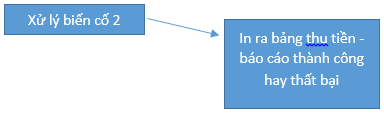 Xử lý biến cố 2
In ra bảng thu tiền -
báo cáo thành công
hay thất bại